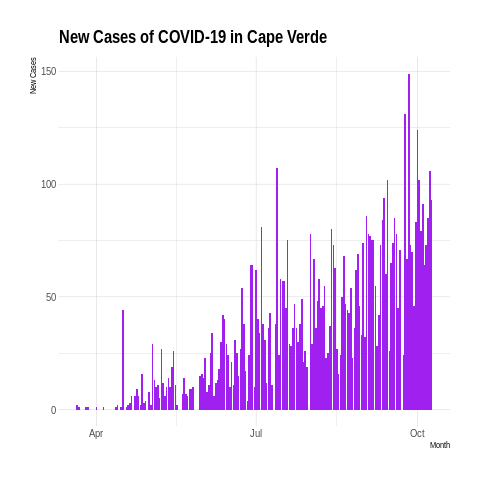 New Cases of COVID-19 in Cape Verde
New Cases
150
100
50
0
Apr
Jul
Oct
Month